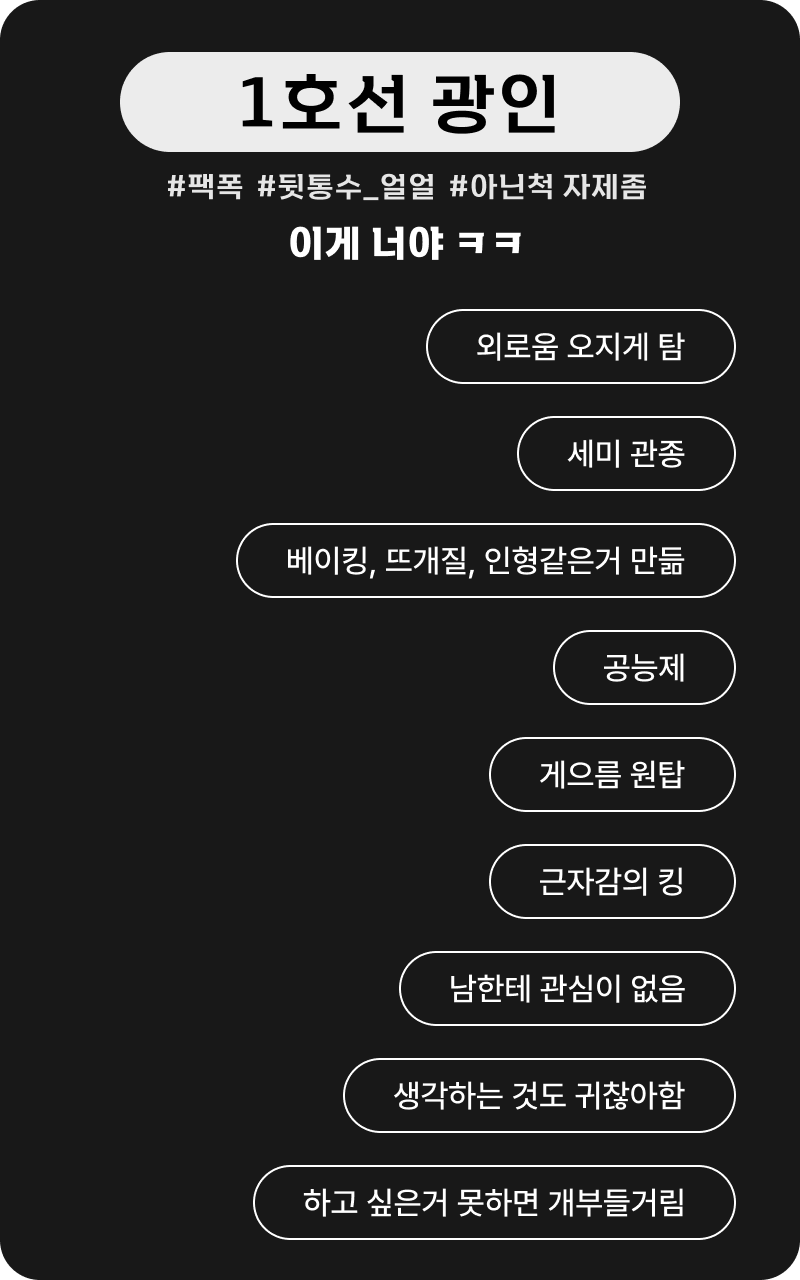 1호선 광인
#팩폭 #뒷통수_얼얼 #아닌척 자제좀
이게 너야 ㅋㅋ
외로움 오지게 탐
세미 관종
베이킹, 뜨개질, 인형같은거 만듦
공능제
게으름 원탑
근자감의 킹
남한테 관심이 없음
생각하는 것도 귀찮아함
하고 싶은거 못하면 개부들거림